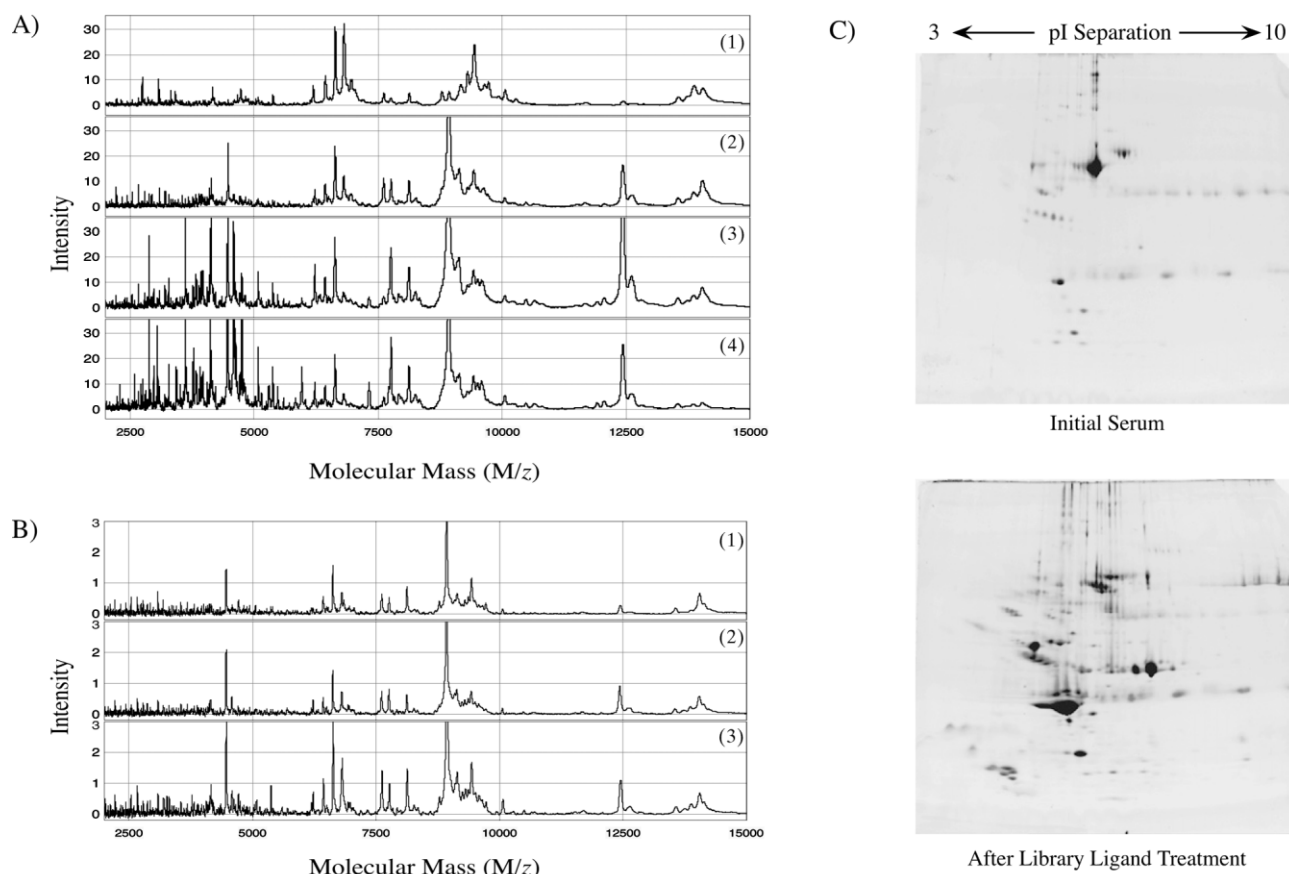 A)
30
20
10
0
(1)
30
20
10
0
(2)
30
20
10
0
(3)
30
20
10
0
(4)
Intensity
2500 5000 7500 10000 12500 15000
Molecular Mass (M/z)
B)
3
2
1
0
(1)
3
2
1
0
(2)
3
2
1
0
(3)
Intensity
2500 5000 7500 10000 12500 15000
Molecular Mass (M/z)
C)
3 pI Separation 10
Initial Serum
After Library Ligand Treatment